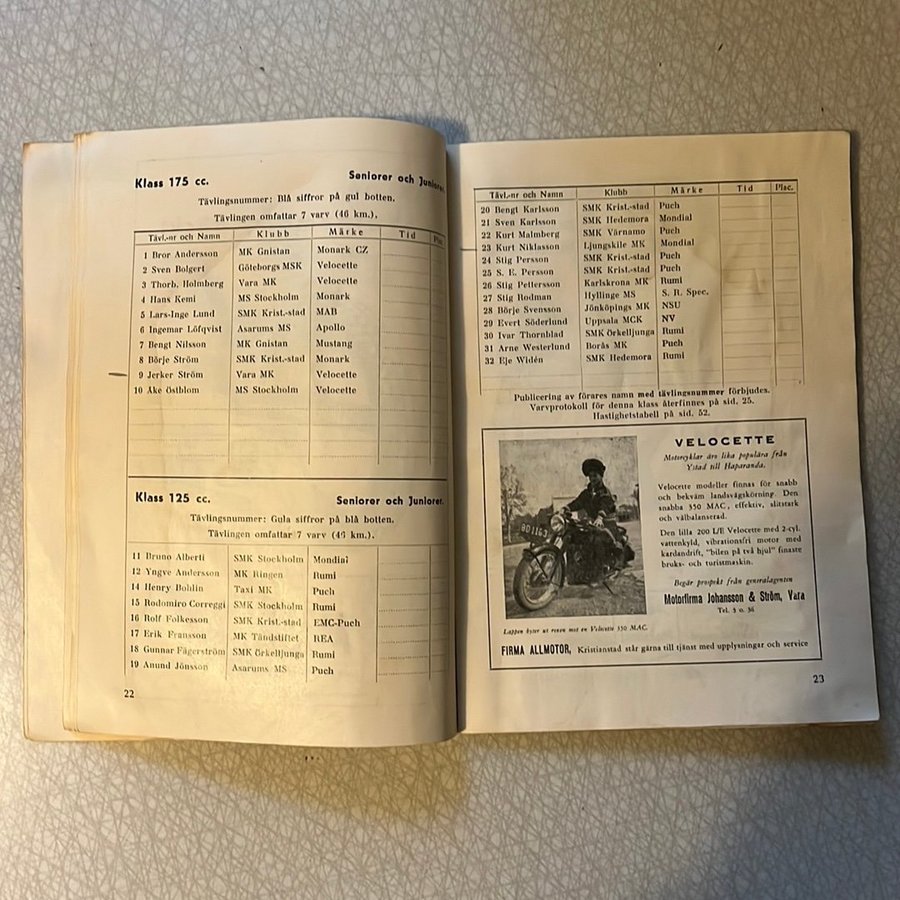 Klass 175 cc. Seniorer och Juniorer.
Tävlingsnummer: Blå siffror på gul botten.
Tävlingen omfattar 7 varv (46 km.).
Tävl.-nr och Namn Klubb Märke Tid Plac.
1 Bror Andersson MK Gnistan Monark CZ
2 Sven Bolgert Göteborgs MSK Velocette
3 Thorb. Holmberg Vara MK Velocette
4 Hans Kemi MS Stockholm Monark
5 Lars-Inge Lund SMK Krist.-stad MAB
6 Ingemar Löfqvist Asarums MS Apollo
7 Bengt Nilsson MK Gnistan Mustang
8 Börje Ström SMK Krist.-stad Monark
9 Jerker Ström Vara MK Velocette
10 Åke Östblom MS Stockholm Velocette
Klass 125 cc. Seniorer och Juniorer.
Tävlingsnummer: Gula siffror på blå botten.
Tävlingen omfattar 7 varv (46 km.).
11 Bruno Alberti SMK Stockholm Mondial
12 Yngve Andersson MK Ringen Rumi
14 Henry Bohlin Taxi MK Puch
15 Rodomiro Correggi SMK Stockholm Rumi
16 Rolf Folkesson SMK Krist.-stad EMC-Puch
17 Erik Fransson MK Tändstiftet REA
18 Gunnar Fägerström SMK Örkelljunga Rumi
19 Anund Jönsson Asarums MS Puch
22
Tävl.-nr och Namn Klubb Märke Tid Plac.
20 Bengt Karlsson SMK Krist.-stad Puch
21 Sven Karlsson SMK Hedemora Mondial
22 Kurt Malmberg SMK Värnamo Puch
23 Kurt Niklasson Ljungskile MK Mondial
24 Stig Persson SMK Krist.-stad Puch
25 S. E. Persson SMK Krist.-stad Puch
26 Stig Pettersson Karlskrona MK Rumi
27 Stig Rodman Hyllinge MS S. R. Spec.
28 Börje Svensson Jönköpings MK NSU
29 Evert Söderlund Uppsala MCK NV
30 Ivar Thornblad SMK Örkelljunga Rumi
31 Arne Westerlund Borås MK Puch
32 Eje Widén SMK Hedemora Rumi
Publicering av förares namn med tävlingsnummer förbjudes.
Varvprotokoll för denna klass återfinnes på sid. 25.
Hastighetstabell på sid. 52.
VELOCETTE
Motorcyklar äro lika populära från
Ystad till Haparanda.
Velocette modeller finnas för snabb
och bekväm landsvägskörning. Den
snabba 350 MAC, effektiv, slitstark
och välbalanserad.
Den lilla 200 L/E Velocette med 2-cyl.
vattenkyld, vibrationsfri motor med
kardandrift, "bilen på två hjul" finaste
bruks- och turistmaskin.
Begär prospekt från generalagenten
Motorfirma Johansson & Ström, Vara
Tel. 3 o. 36
Lappen byter ut renen mot en Velocette 350 MAC.
FIRMA ALLMOTOR, Kristianstad står gärna till tjänst med upplysningar och service
23